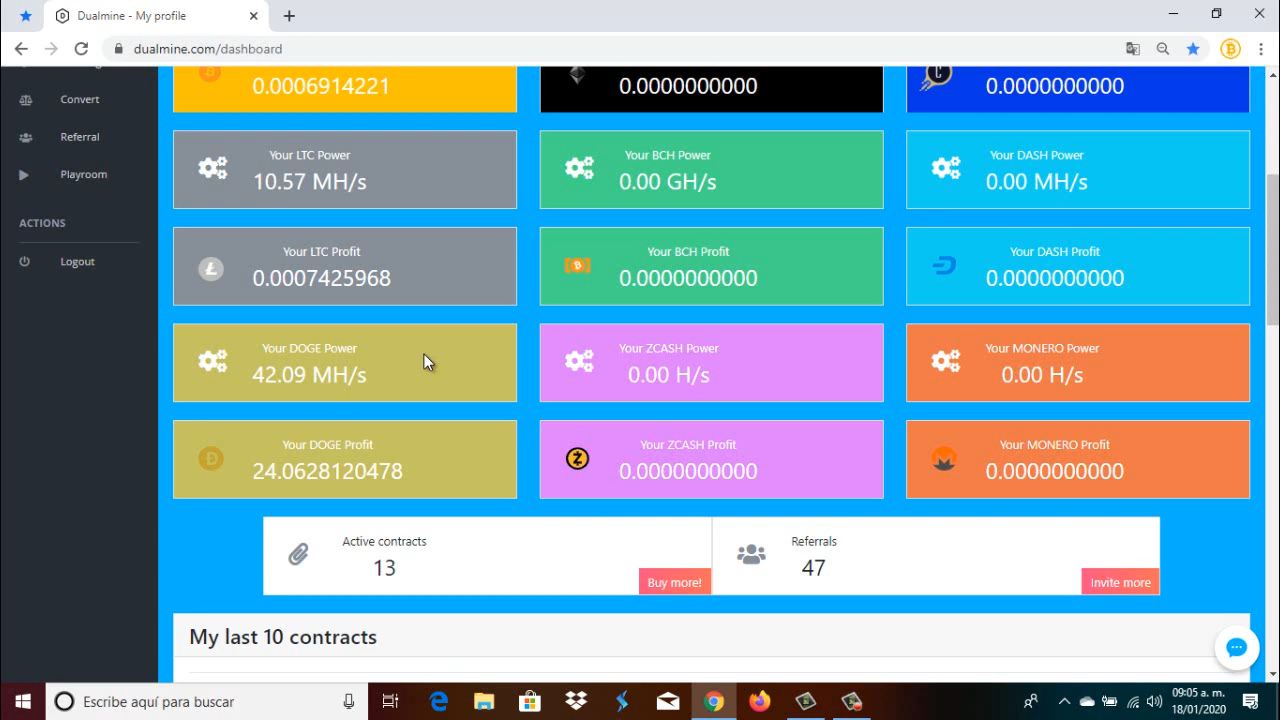 Dualmine - My profile
dualmine.com/dashboard
0.0006914221
0.0000000000
0.0000000000
Convert
Referral
Playroom
ACTIONS
Logout
Your LTC Power
10.57 MH/s
Your BCH Power
0.00 GH/s
Your DASH Power
0.00 MH/s
Your LTC Profit
0.0007425968
Your BCH Profit
0.0000000000
Your DASH Profit
0.0000000000
Your DOGE Power
42.09 MH/s
Your ZCASH Power
0.00 H/s
Your MONERO Power
0.00 H/s
Your DOGE Profit
24.0628120478
Your ZCASH Profit
0.0000000000
Your MONERO Profit
0.0000000000
Active contracts
13
Buy more!
Referrals
47
Invite more
My last 10 contracts
Escribe aquí para buscar
09:05 a. m.
18/01/2020